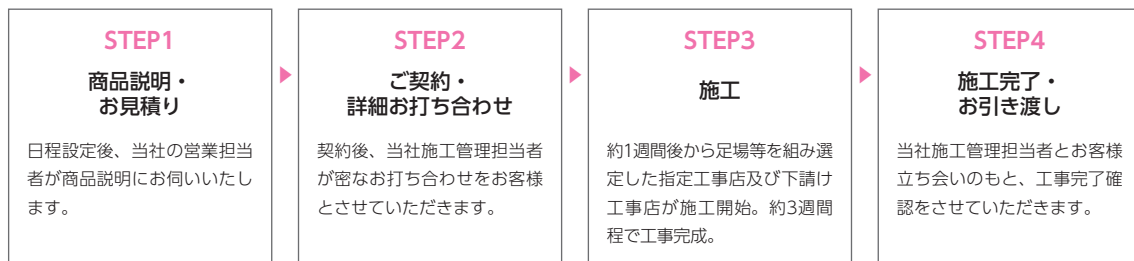 STEP1
商品説明・
お見積り
日程設定後、当社の営業担当
者が商品説明にお伺いいたし
ます。
STEP2
ご契約・
詳細お打ち合わせ
契約後、当社施工管理担当者
が密なお打ち合わせをお客様
とさせていただきます。
STEP3
施工
約1週間後から足場等を組み選
定した指定工事店及び下請け
工事店が施工開始。約3週間
程で工事完成。
STEP4
施工完了・
お引き渡し
当社施工管理担当者とお客様
立ち会いのもと、工事完了確
認をさせていただきます。